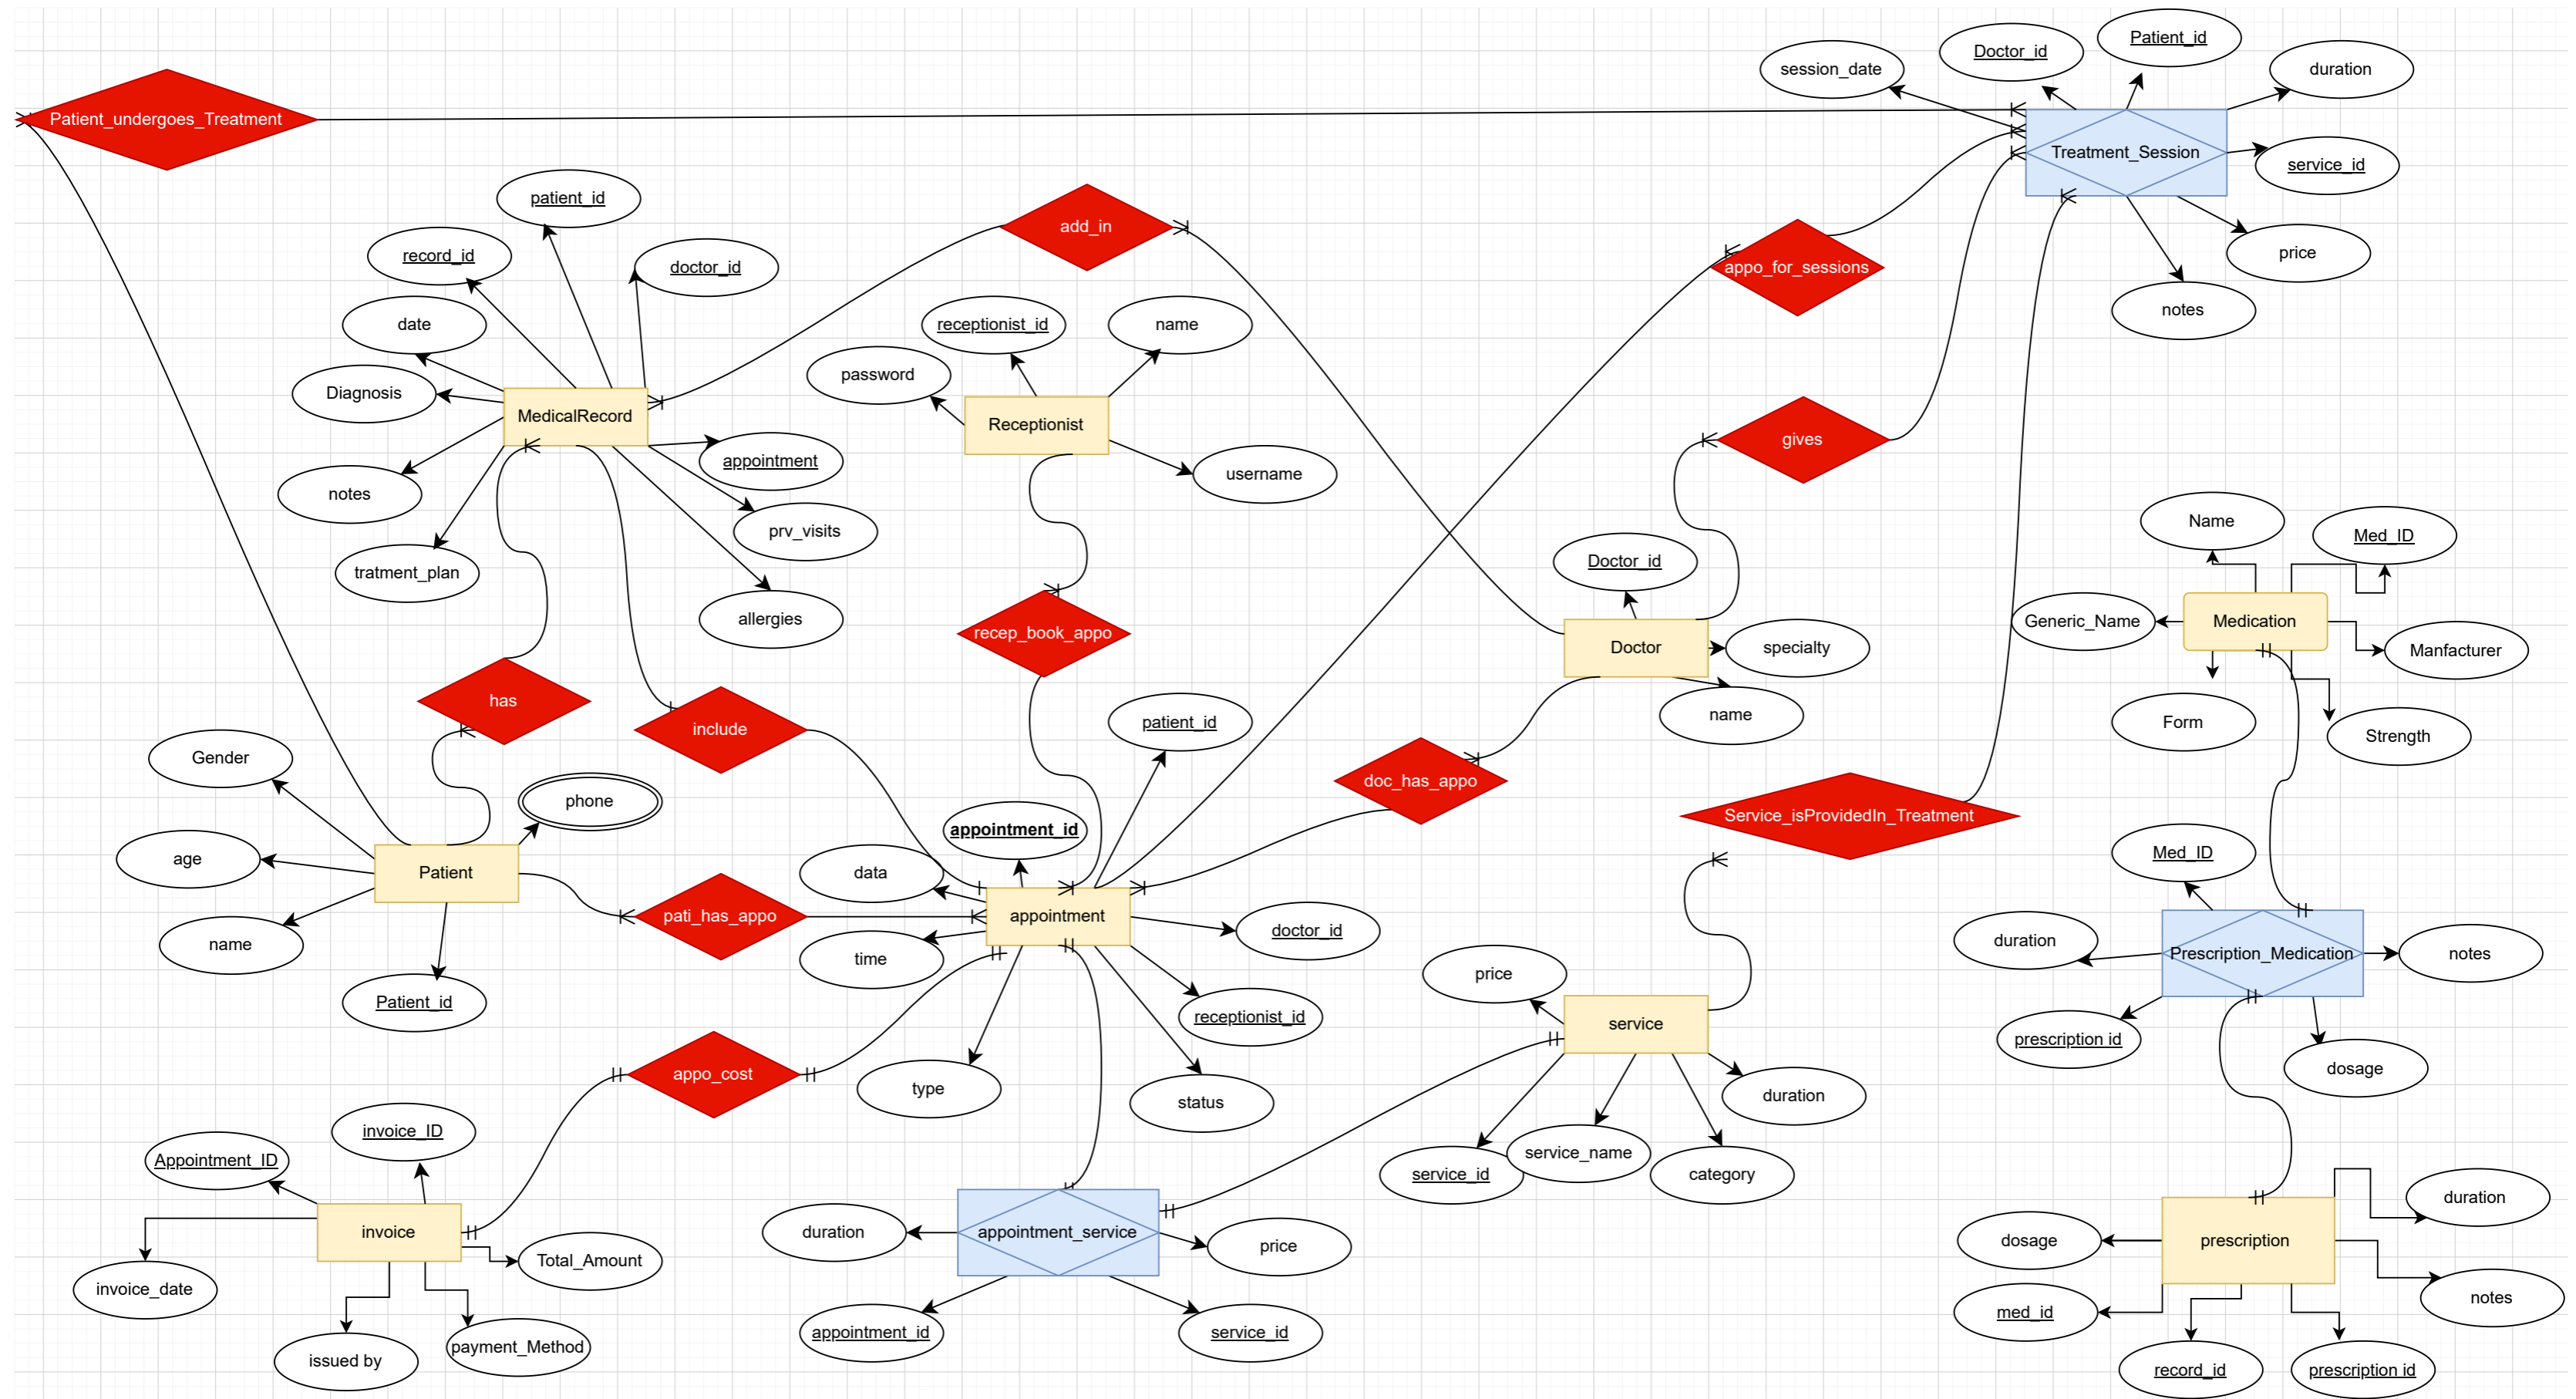 Patient_id
Doctor_id
session_date
duration
Patient_undergoes_Treatment
Treatment_Session
service_id
patient_id
add_in
record_id
doctor_id
price
appo_for_sessions
notes
date
receptionist_id
name
password
Diagnosis
MedicalRecord
Receptionist
gives
appointment
username
notes
prv_visits
Name
Med_ID
tratment_plan
Doctor_id
allergies
recep_book_appo
Generic_Name
Medication
Doctor
specialty
Manfacturer
has
include
patient_id
name
Form
Strength
Gender
phone
doc_has_appo
Service_isProvidedIn_Treatment
appointment_id
Med_ID
age
Patient
data
pati_has_appo
appointment
doctor_id
name
time
duration
Prescription_Medication
notes
price
Patient_id
receptionist_id
service
prescription id
appo_cost
type
status
duration
dosage
invoice_ID
Appointment_ID
service_id
service_name
category
invoice
duration
appointment_service
price
duration
dosage
prescription
Total_Amount
invoice_date
notes
issued by
payment_Method
appointment_id
service_id
med_id
record_id
prescription id